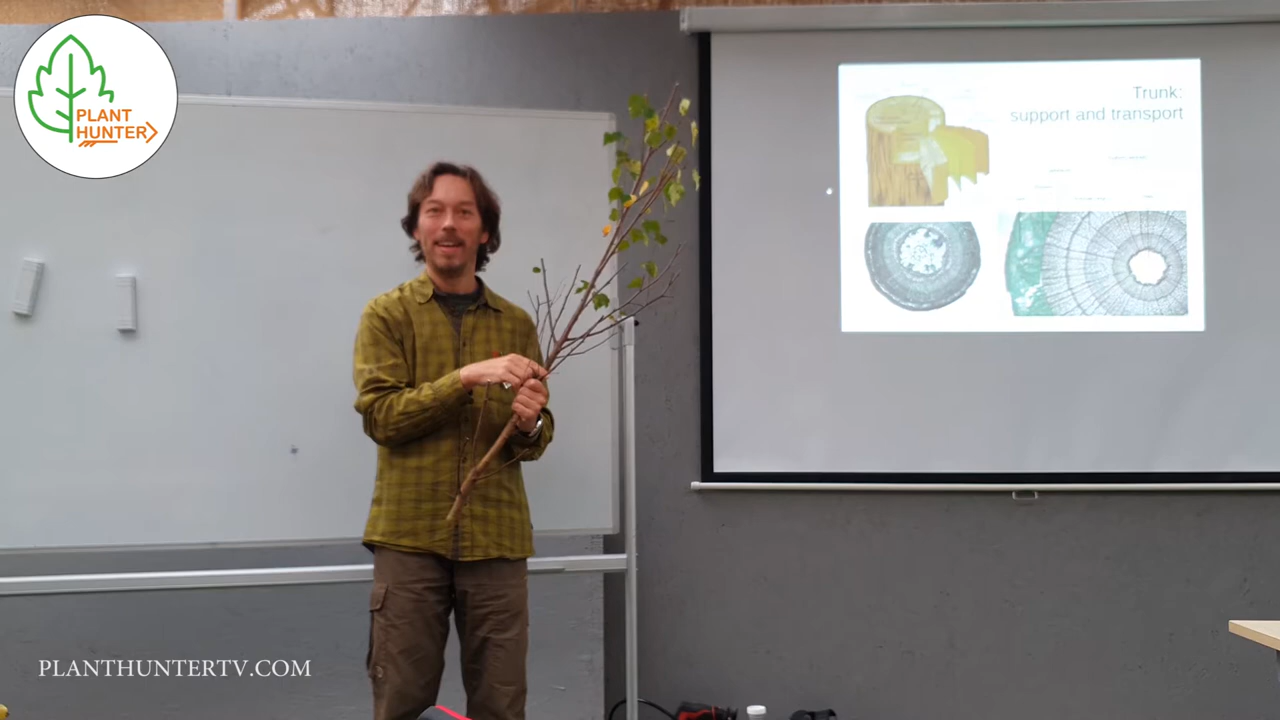 PLANT
HUNTER
Trunk:
support and transport
PLANTHUNTERTV.COM